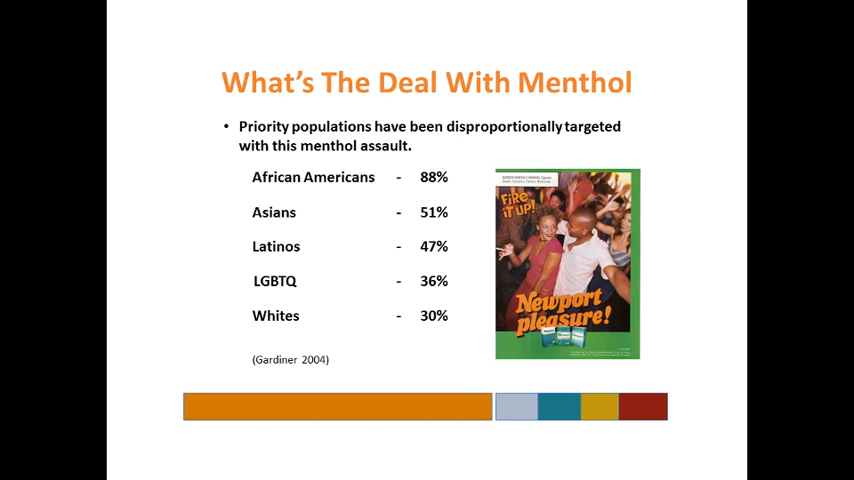 What's The Deal With Menthol
• Priority populations have been disproportionally targeted
with this menthol assault.
African Americans - 88%
Asians - 51%
Latinos - 47%
LGBTQ - 36%
Whites - 30%
(Gardiner 2004)
FiRe
iT UP!
Newport
pleasure!